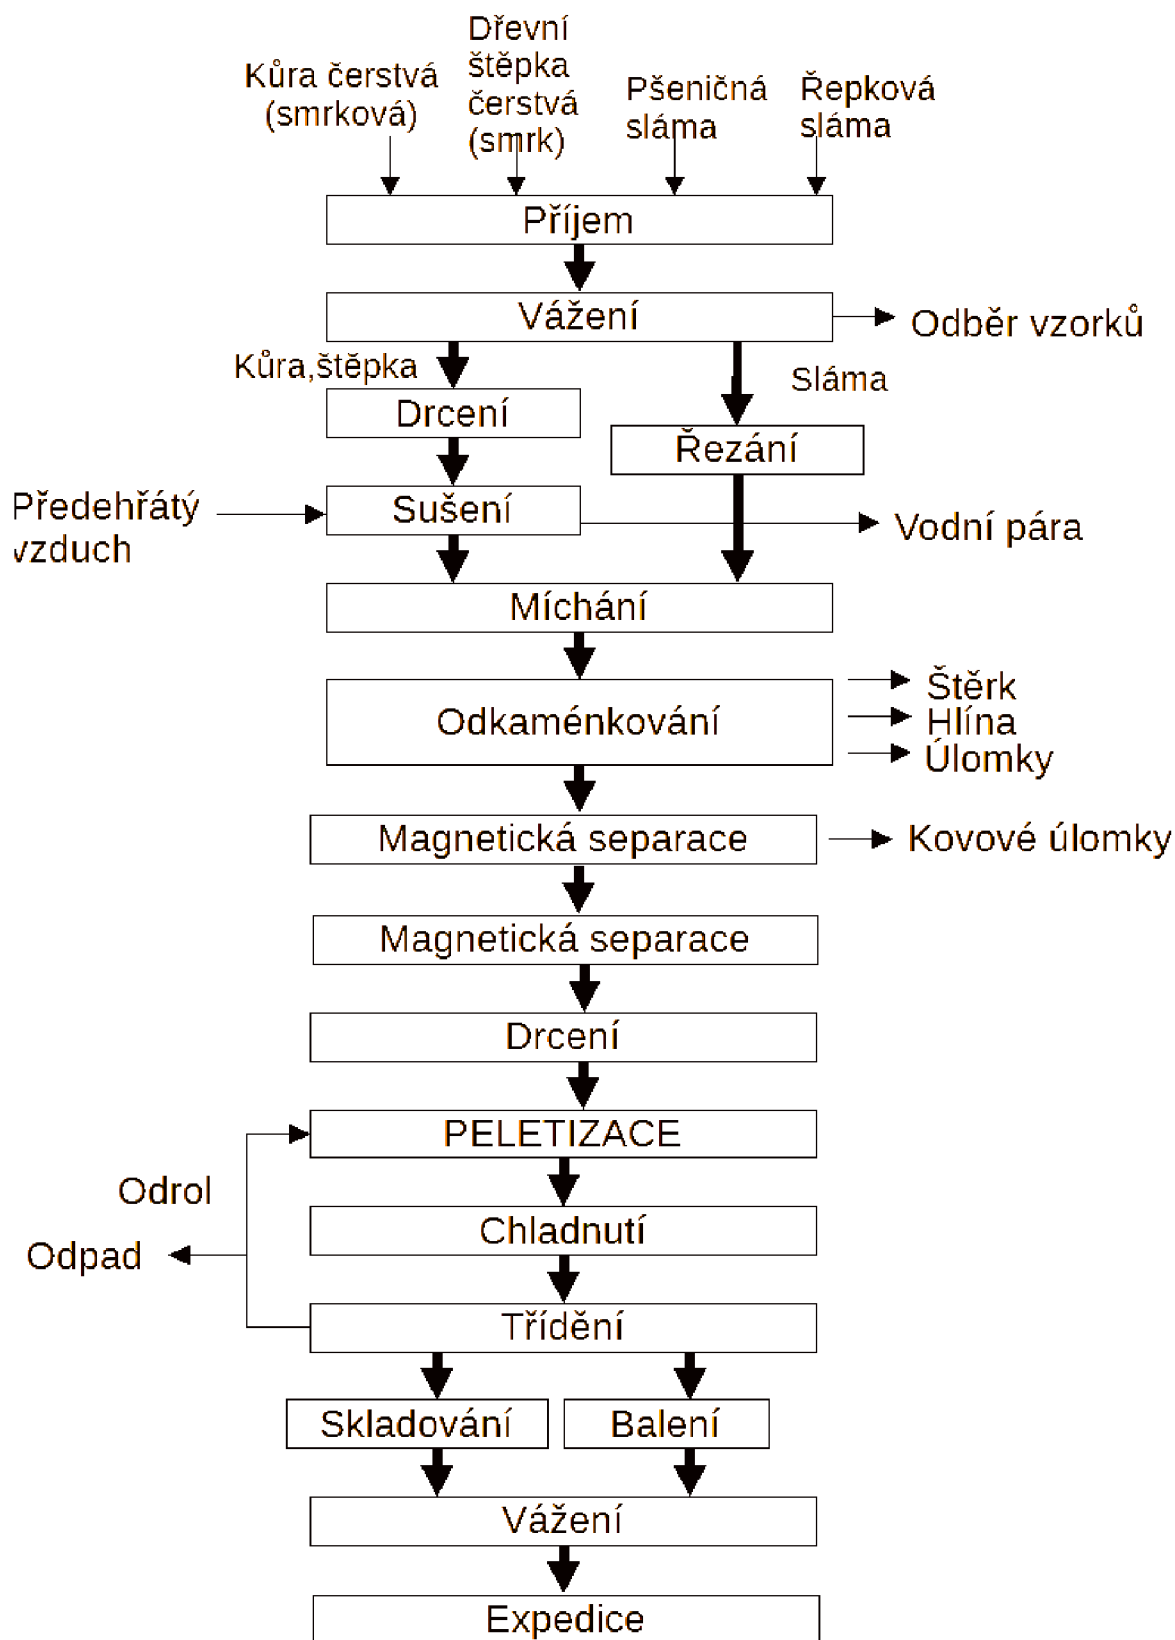 Kůra čerstvá
(smrková)
Dřevní
štěpka
čerstvá
(smrk)
Pšeničná
sláma
Řepková
sláma
Příjem
Vážení
Odběr vzorků
Kůra,štěpka
Sláma
Drcení
Řezání
Předehřátý
vzduch
Sušení
Vodní pára
Míchání
Odkaménkování
Štěrk
Hlína
Úlomky
Magnetická separace
Kovové úlomky
Magnetická separace
Drcení
PELETIZACE
Odrol
Chladnutí
Odpad
Třídění
Skladování
Balení
Vážení
Expedice